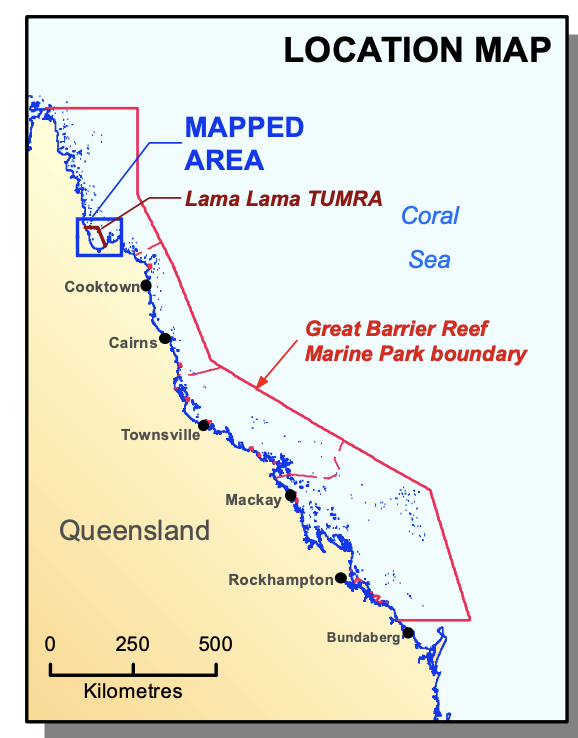 LOCATION MAP
MAPPED
AREA
Lama Lama TUMRA
Coral
Sea
Cooktown
Great Barrier Reef
Marine Park boundary
Cairns
Townsville
Mackay
Queensland
Rockhampton
Bundaberg
0 250 500
Kilometres